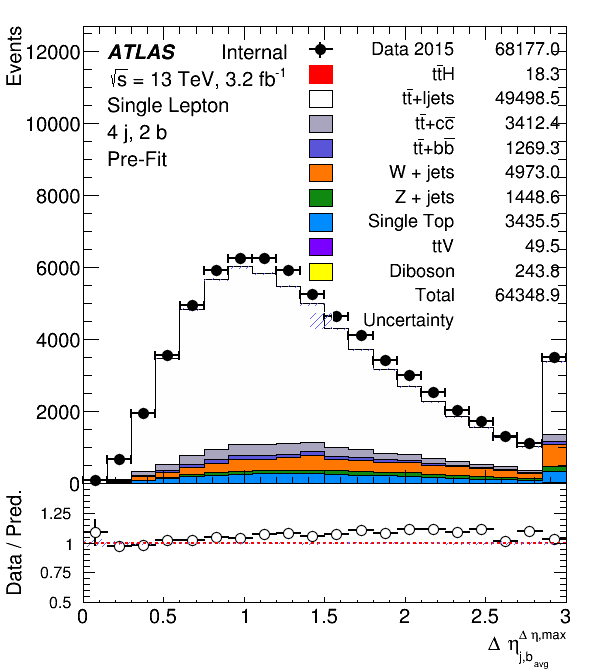 Events
12000
10000
8000
6000
4000
2000
0
ATLAS Internal
√s = 13 TeV, 3.2 fb⁻¹
Single Lepton
4 j, 2 b
Pre-Fit
Data 2015 68177.0
tt̄H 18.3
tt̄+ljets 49498.5
tt̄+cc̄ 3412.4
tt̄+bb̄ 1269.3
W + jets 4973.0
Z + jets 1448.6
Single Top 3435.5
ttV 49.5
Diboson 243.8
Total 64348.9
Uncertainty
Data / Pred.
1.25
1
0.75
0.5
0 0.5 1 1.5 2 2.5 3
Δ η_{j,b_{avg}}^{Δ η,max}